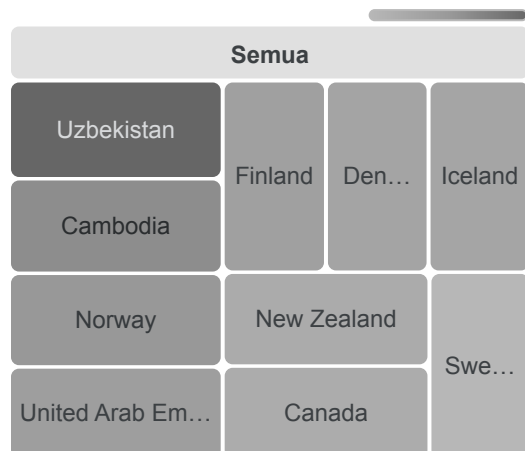 Semua
Uzbekistan
Finland
Den…
Iceland
Cambodia
Norway
New Zealand
Swe…
United Arab Em…
Canada